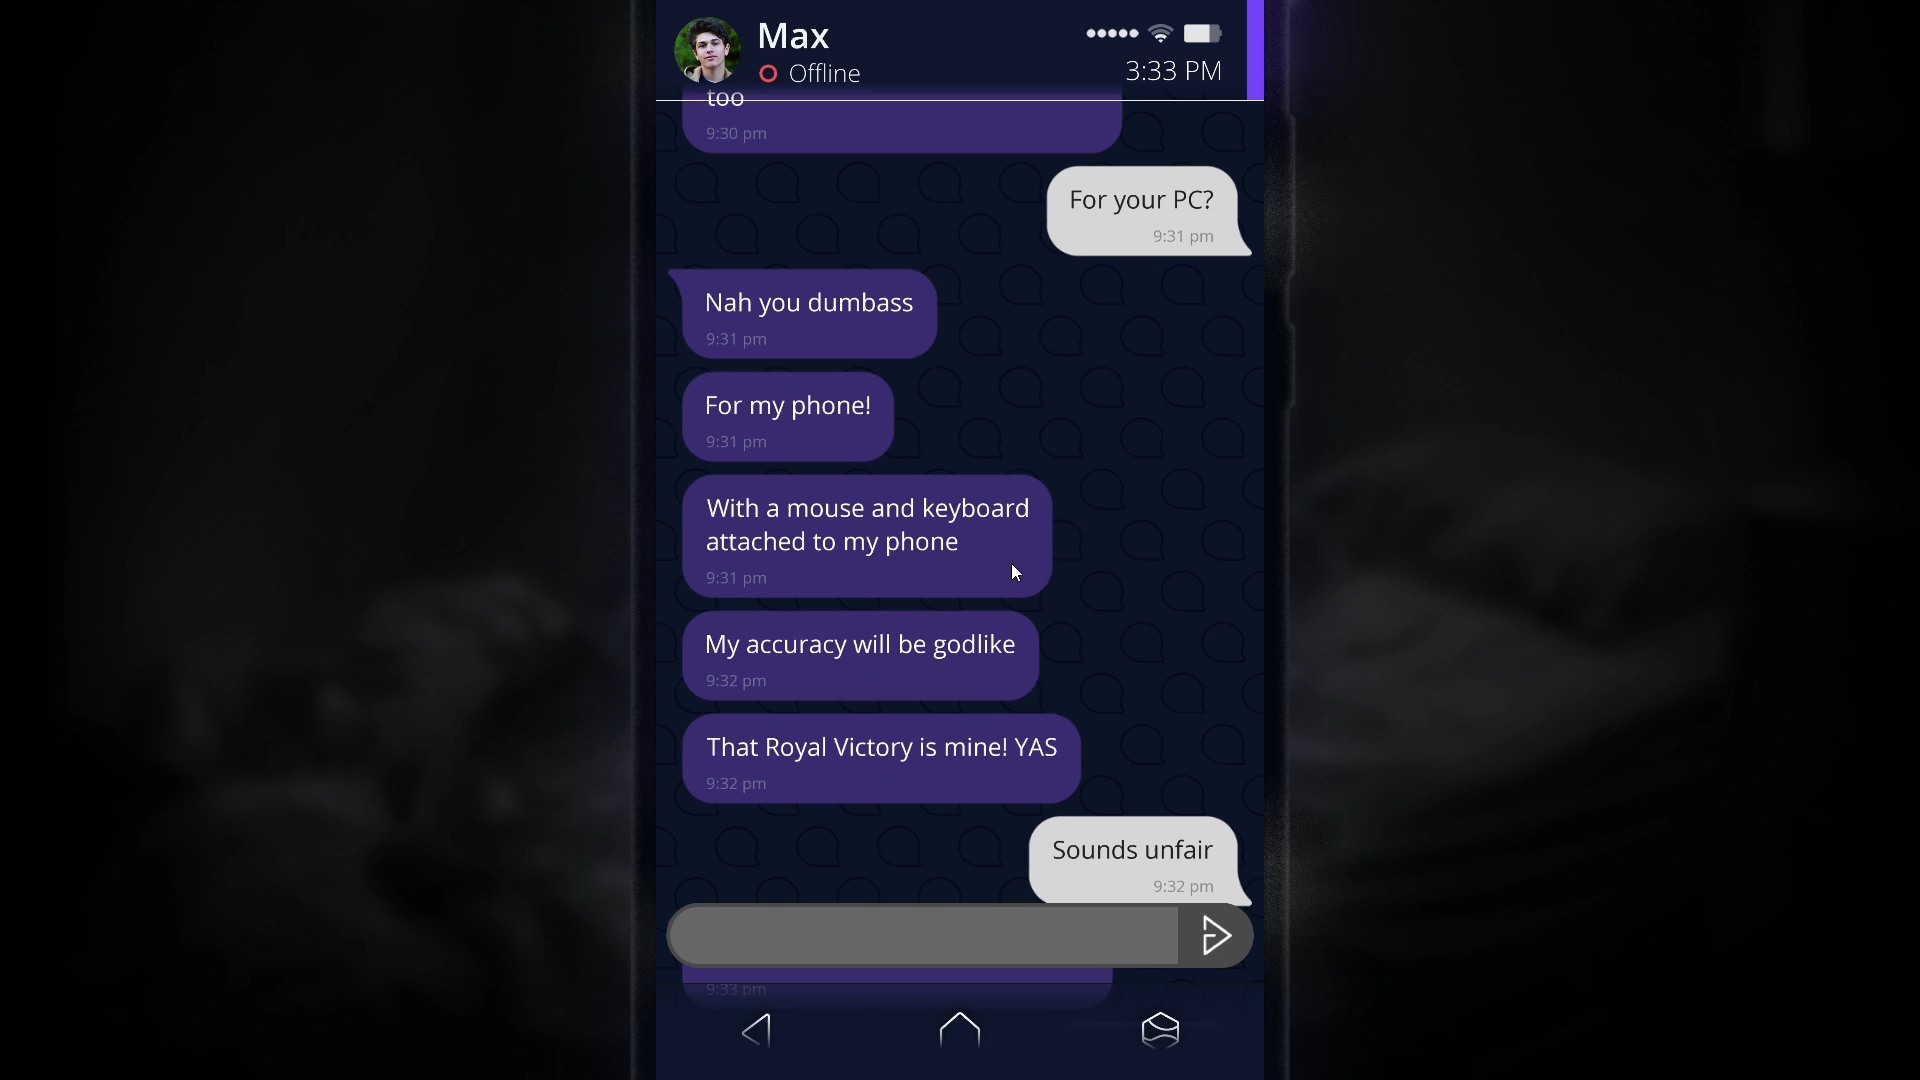 Max
Offline
3:33 PM
too
9:30 pm
For your PC?
9:31 pm
Nah you dumbass
9:31 pm
For my phone!
9:31 pm
With a mouse and keyboard
attached to my phone
9:31 pm
My accuracy will be godlike
9:32 pm
That Royal Victory is mine! YAS
9:32 pm
Sounds unfair
9:32 pm
9:33 pm